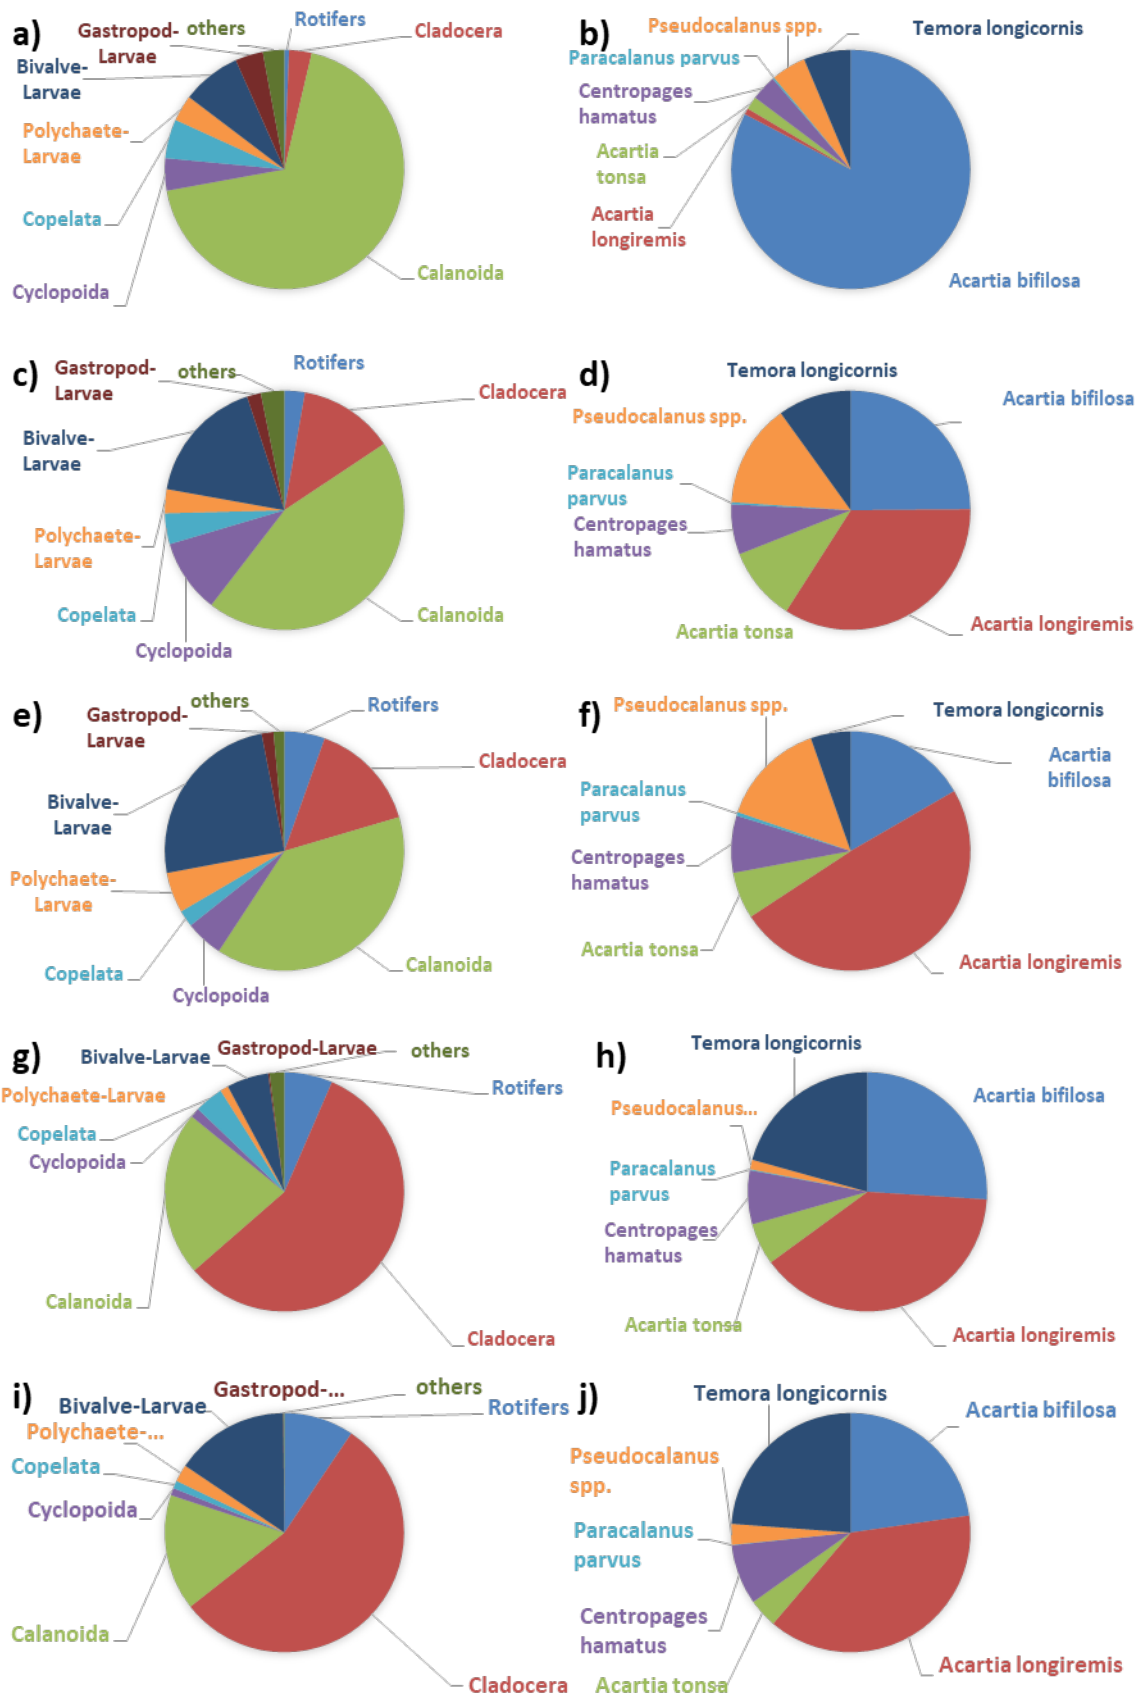 a)
Gastropod-
Larvae
others
Rotifers
Cladocera
Bivalve-
Larvae
Polychaete-
Larvae
Copelata
Cyclopoida
Calanoida
b)
Pseudocalanus spp.
Temora longicornis
Paracalanus parvus
Centropages
hamatus
Acartia
tonsa
Acartia
longiremis
Acartia bifilosa
c)
Gastropod-
Larvae
others
Rotifers
Cladocera
Bivalve-
Larvae
Polychaete-
Larvae
Copelata
Cyclopoida
Calanoida
d)
Temora longicornis
Acartia bifilosa
Pseudocalanus spp.
Paracalanus
parvus
Centropages
hamatus
Acartia tonsa
Acartia longiremis
e)
Gastropod-
Larvae
others
Rotifers
Cladocera
Bivalve-
Larvae
Polychaete-
Larvae
Copelata
Cyclopoida
Calanoida
f)
Pseudocalanus spp.
Temora longicornis
Acartia
bifilosa
Paracalanus
parvus
Centropages
hamatus
Acartia tonsa
Acartia longiremis
g)
Bivalve-Larvae
Gastropod-Larvae
others
Rotifers
Polychaete-Larvae
Copelata
Cyclopoida
Calanoida
Cladocera
h)
Temora longicornis
Acartia bifilosa
Pseudocalanus...
Paracalanus
parvus
Centropages
hamatus
Acartia tonsa
Acartia longiremis
i)
Bivalve-Larvae
Gastropod-...
others
Rotifers
Polychaete-...
Copelata
Cyclopoida
Calanoida
Cladocera
j)
Temora longicornis
Acartia bifilosa
Pseudocalanus
spp.
Paracalanus
parvus
Centropages
hamatus
Acartia tonsa
Acartia longiremis